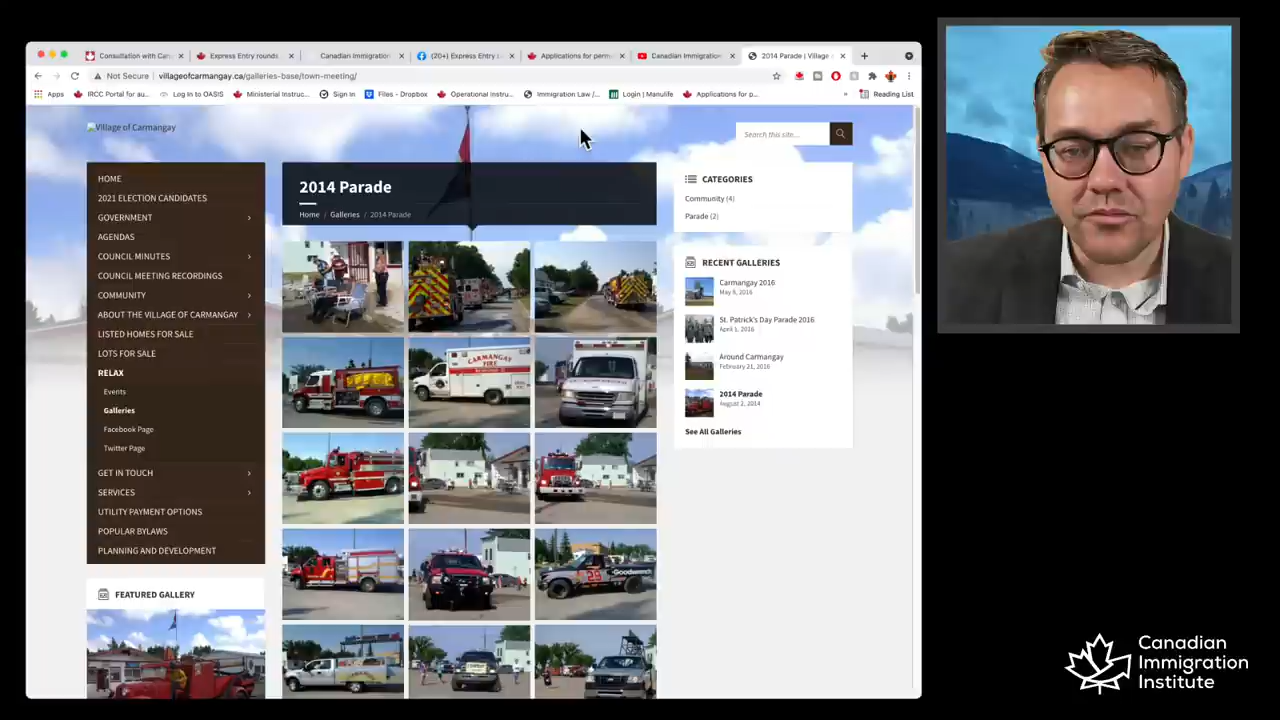 Consultation with Can
Express Entry rounds
Canadian Immigration
(20+) Express Entry
Applications for perm
Canadian Immigration
2014 Parade | Village
Not Secure | villageofcarmangay.ca/galleries-base/town-meeting/
Apps
IRCC Portal for au...
Log In to OASIS
Ministerial Instruc...
Sign In
Files - Dropbox
Operational Instru...
Immigration Law /...
Login | Manulife
Applications for p...
»
Reading List
Village of Carmangay
Search this site...
HOME
2021 ELECTION CANDIDATES
GOVERNMENT
AGENDAS
COUNCIL MINUTES
COUNCIL MEETING RECORDINGS
COMMUNITY
ABOUT THE VILLAGE OF CARMANGAY
LISTED HOMES FOR SALE
LOTS FOR SALE
RELAX
Events
Galleries
Facebook Page
Twitter Page
GET IN TOUCH
SERVICES
UTILITY PAYMENT OPTIONS
POPULAR BYLAWS
PLANNING AND DEVELOPMENT
FEATURED GALLERY
2014 Parade
Home / Galleries / 2014 Parade
CARMANGAY
FIRE
23
Goodwrench
CATEGORIES
Community (4)
Parade (2)
RECENT GALLERIES
Carmangay 2016
May 5, 2016
St. Patrick's Day Parade 2016
April 1, 2016
Around Carmangay
February 21, 2016
2014 Parade
August 2, 2014
See All Galleries
Canadian
Immigration
Institute